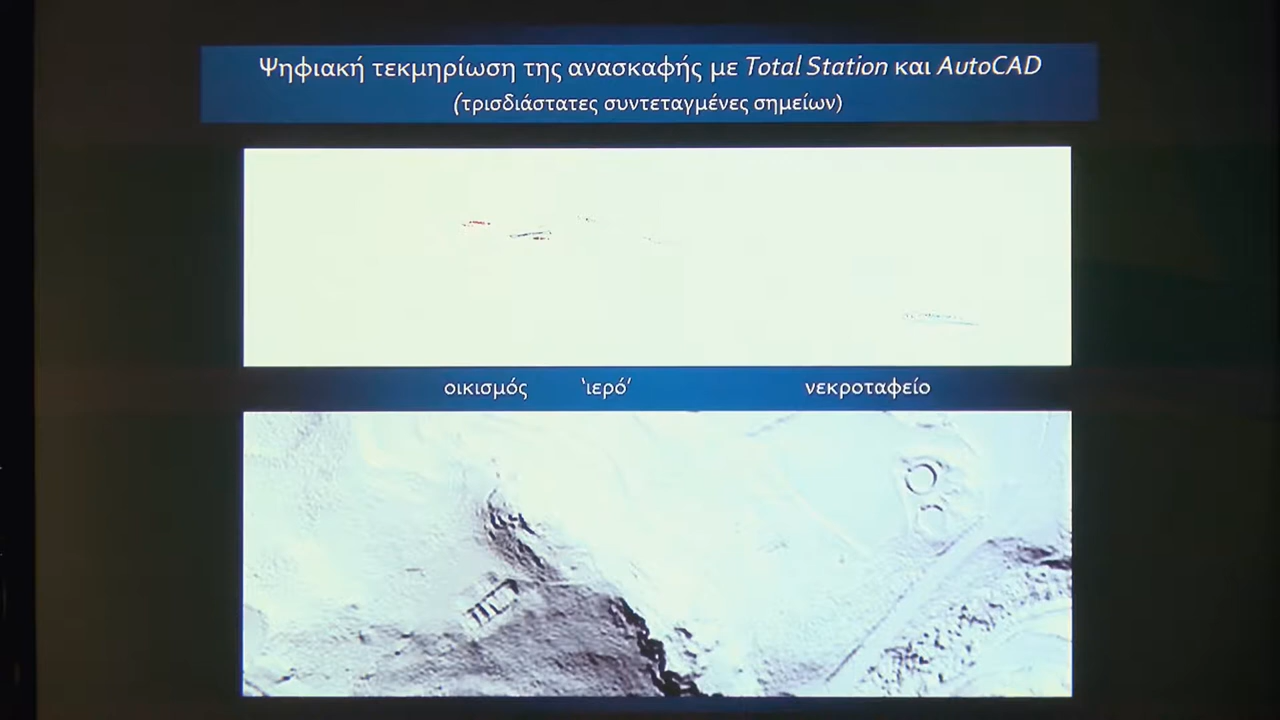 Ψηφιακή τεκμηρίωση της ανασκαφής με Total Station και AutoCAD
(τρισδιάστατες συντεταγμένες σημείων)
οικισμός 'ιερό' νεκροταφείο